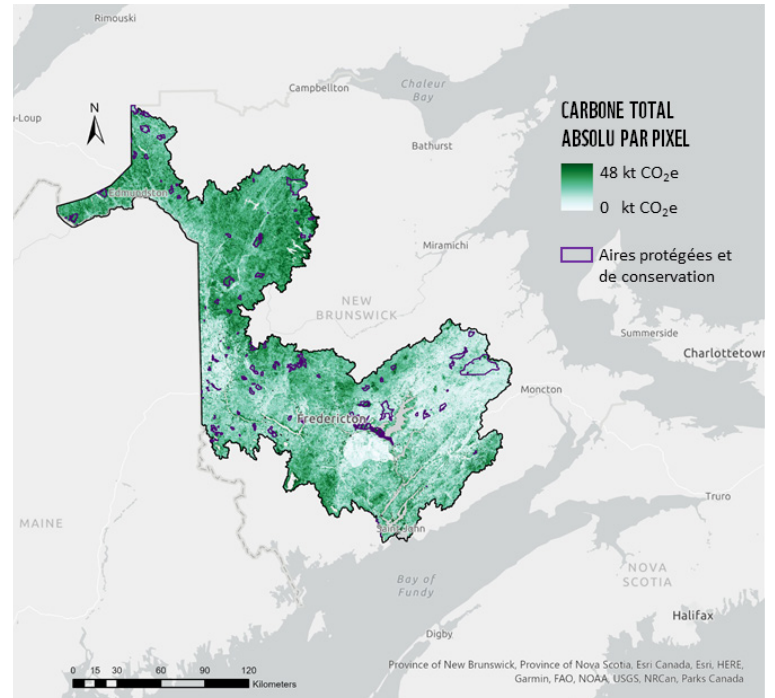 Rimouski
Campbellton
Chaleur
Bay
u-Loup
N
Bathurst
Edmundston
Miramichi
NEW
BRUNSWICK
Summerside
Charlottetown
Moncton
Fredericton
MAINE
Saint John
Truro
Bay of
Fundy
NOVA
SCOTIA
Halifax
Digby
CARBONE TOTAL
ABSOLU PAR PIXEL
48 kt CO₂e
0 kt CO₂e
Aires protégées et
de conservation
0 15 30 60 90 120
Kilometers
Province of New Brunswick, Province of Nova Scotia, Esri Canada, Esri, HERE,
Garmin, FAO, NOAA, USGS, NRCan, Parks Canada